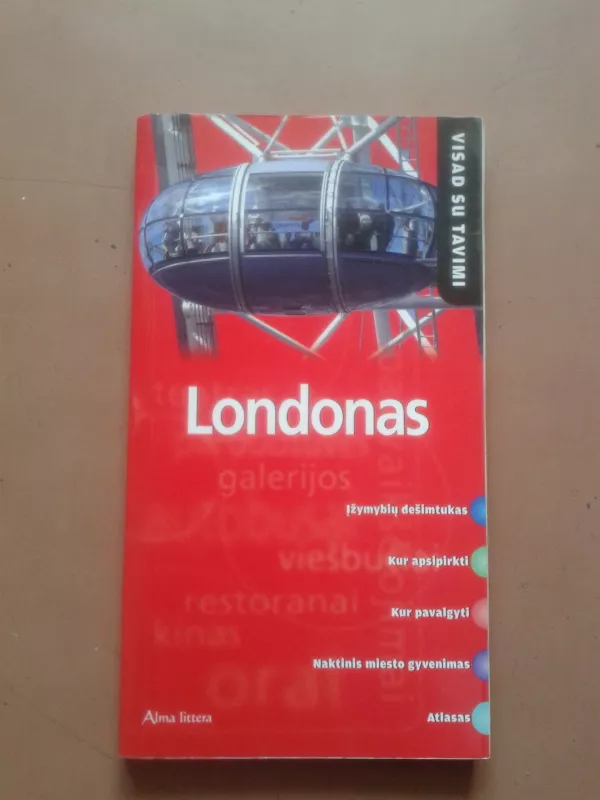 VISAD SU TAVIMI
Londonas
galerijos
Įžymybių dešimtukas
Kur apsipirkti
restoranai
Kur pavalgyti
kinas
Naktinis miesto gyvenimas
orai
Alma littera
Atlasas